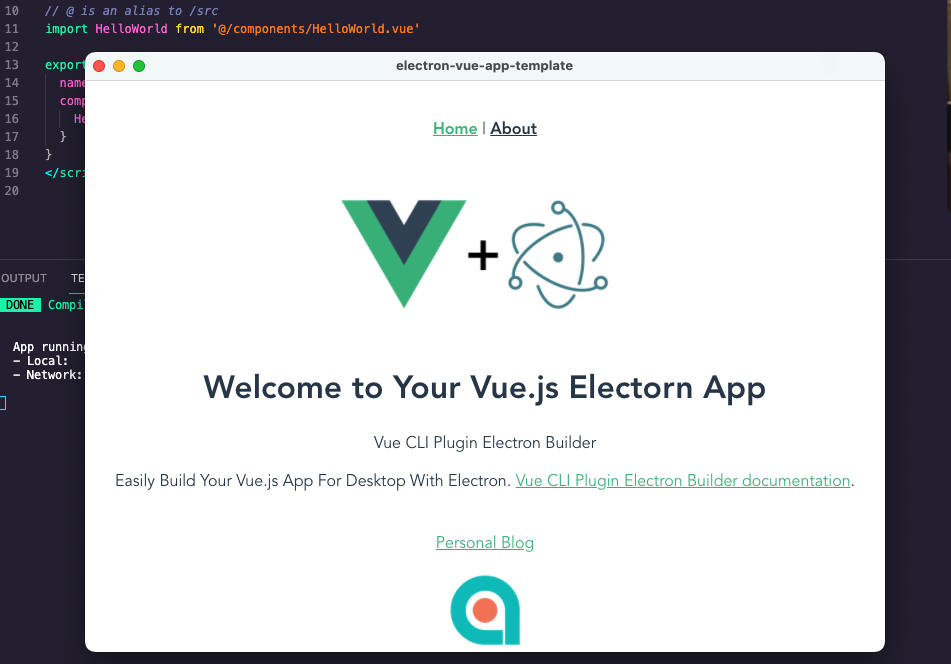 10 // @ is an alias to /src
11 import HelloWorld from '@/components/HelloWorld.vue'
12
13 export
14 name
15 comp
16 He
17 }
18 }
19 </scri
20
electron-vue-app-template
Home | About
+
Welcome to Your Vue.js Electorn App
Vue CLI Plugin Electron Builder
Easily Build Your Vue.js App For Desktop With Electron. Vue CLI Plugin Electron Builder documentation.
Personal Blog
OUTPUT TE
DONE Compi
App running
- Local:
- Network: